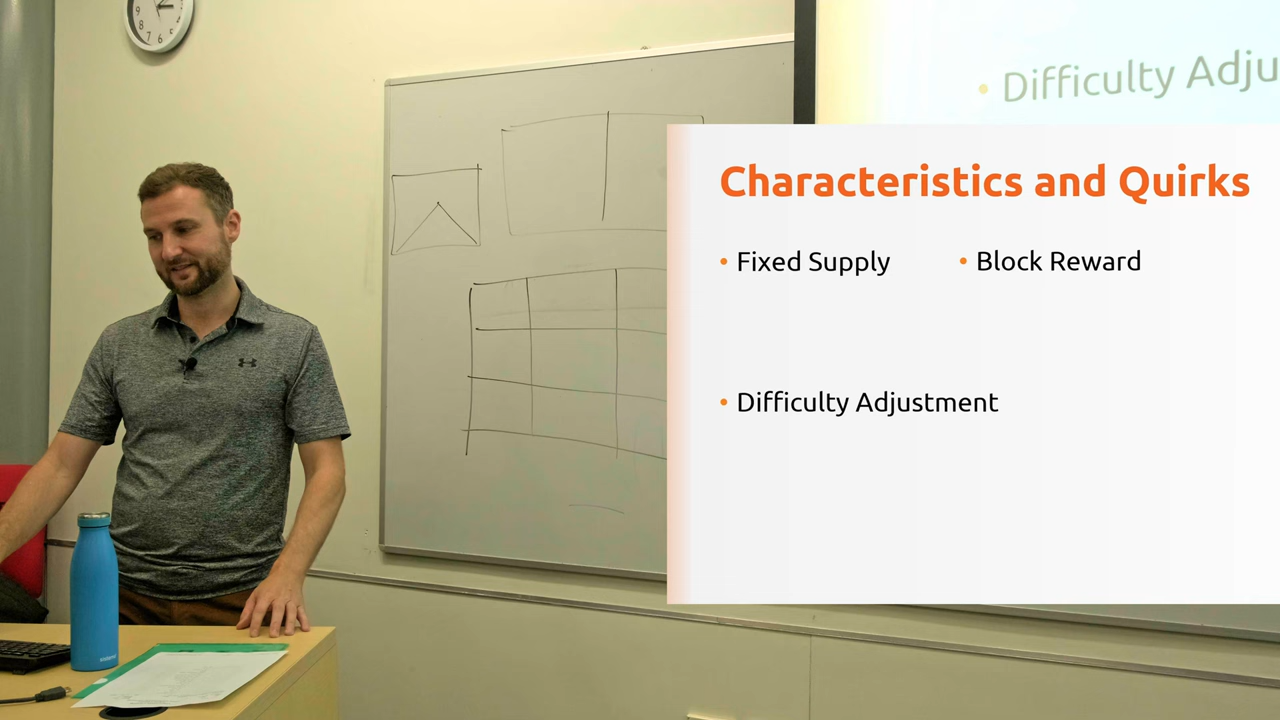 Difficulty Adju
Characteristics and Quirks
• Fixed Supply
• Block Reward
• Difficulty Adjustment